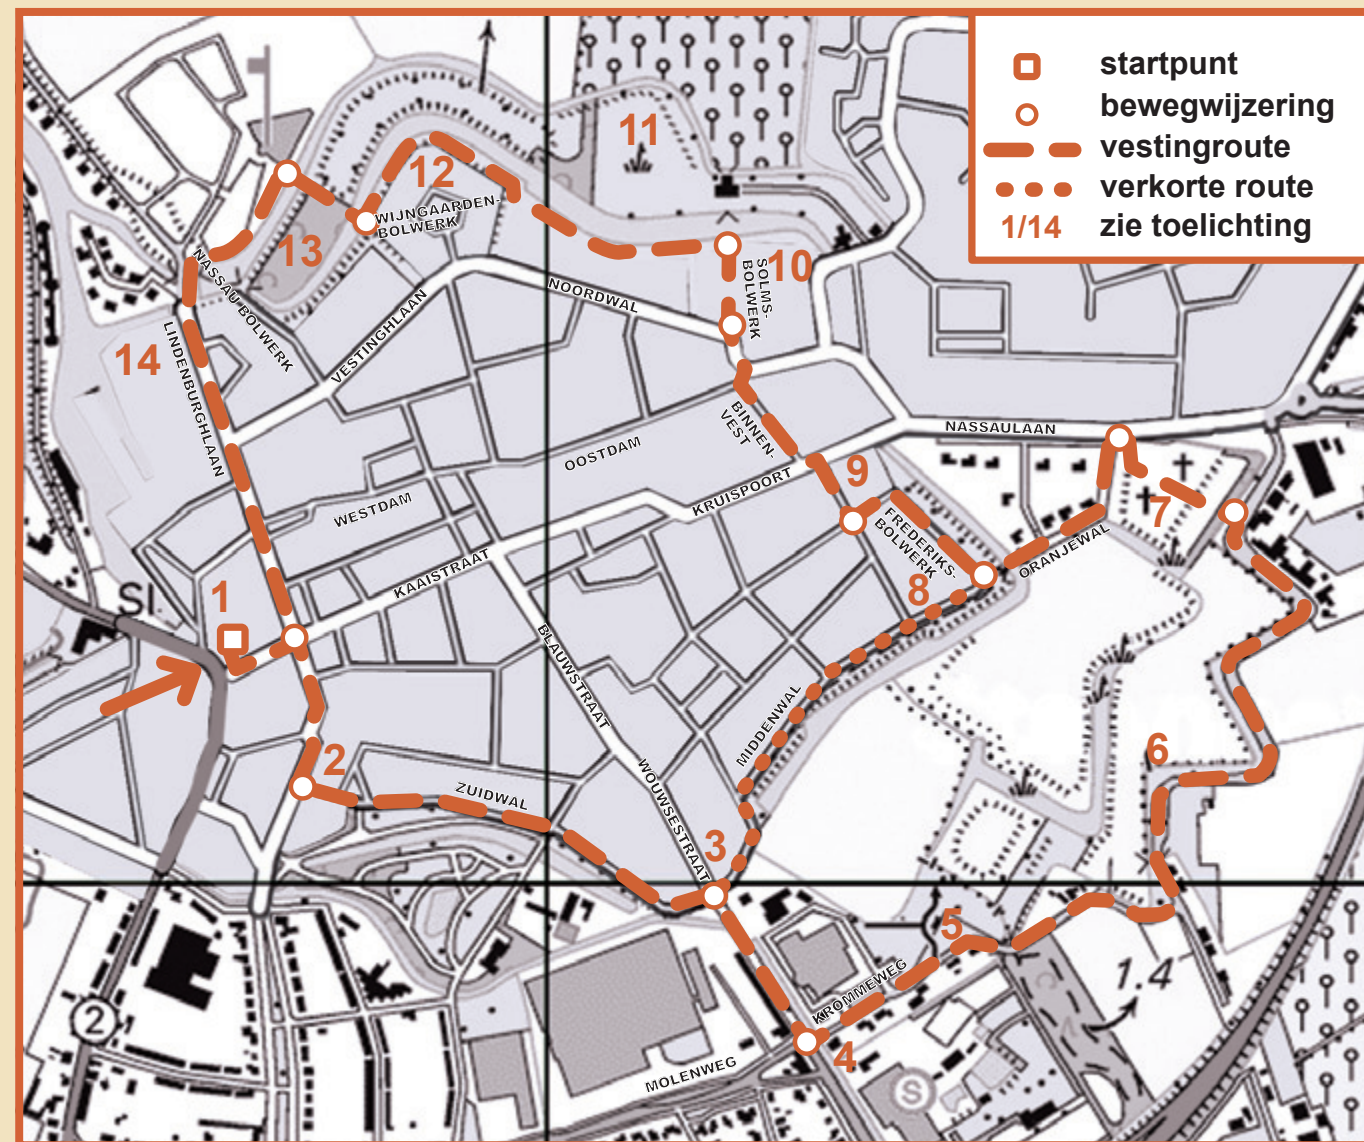 startpunt
bewegwijzering
vestingroute
verkorte route
1/14 zie toelichting
11
12
WIJNGAARDEN-
BOLWERK
13
10
SOLMS-
BOLWERK
NASSAU BOLWERK
NOORDWAL
VESTINGHLAAN
14
LINDENBURGHLAAN
BINNEN-
VEST
NASSAULAAN
OOSTDAM
WESTDAM
KRUISPOORT
9
7
FREDERIKS-
BOLWERK
ORANJEWAL
KAAISTRAAT
8
1
SI.
BLAUWSTRAAT
MIDDENWAL
2
6
ZUIDWAL
WOUWSESTRAAT
3
5
KROMMEWEG
1.4
2
4
MOLENWEG
S